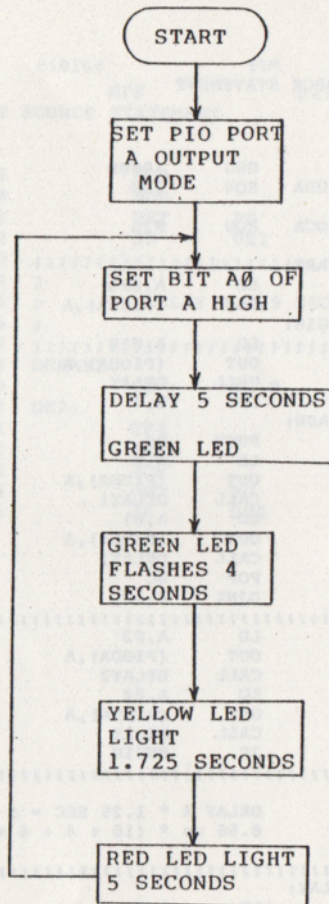 START
SET PIO PORT
A OUTPUT
MODE
SET BIT AØ OF
PORT A HIGH
DELAY 5 SECONDS
GREEN LED
GREEN LED
FLASHES 4
SECONDS
YELLOW LED
LIGHT
1 725 SECONDS
RED LED LIGHT
5 SECONDS